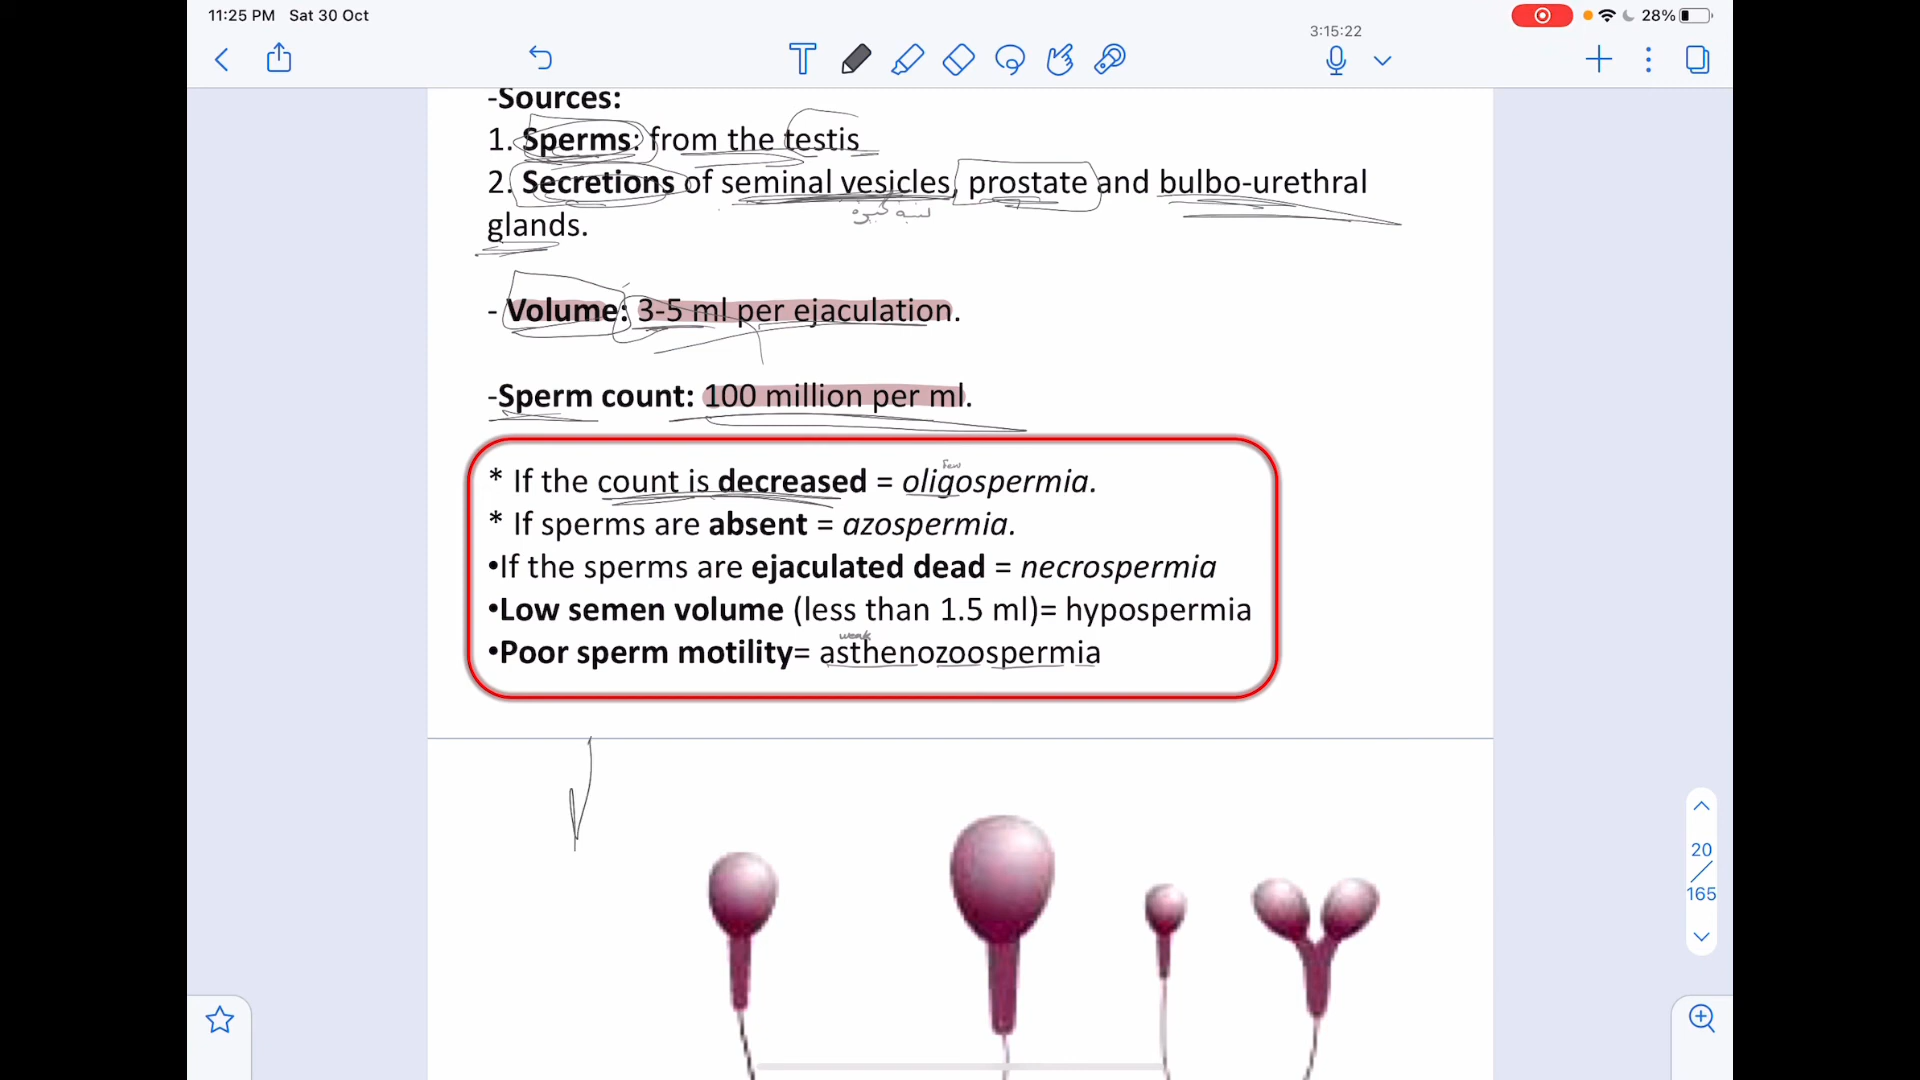 11:25 PM Sat 30 Oct
28%
3:15:22
-Sources:
1. Sperms: from the testis
2. Secretions of seminal vesicles, prostate and bulbo-urethral
glands.
- Volume: 3-5 ml per ejaculation.
-Sperm count: 100 million per ml.
few
* If the count is decreased = oligospermia.
* If sperms are absent = azospermia.
•If the sperms are ejaculated dead = necrospermia
•Low semen volume (less than 1.5 ml)= hypospermia
weak
•Poor sperm motility= asthenozoospermia
20
165